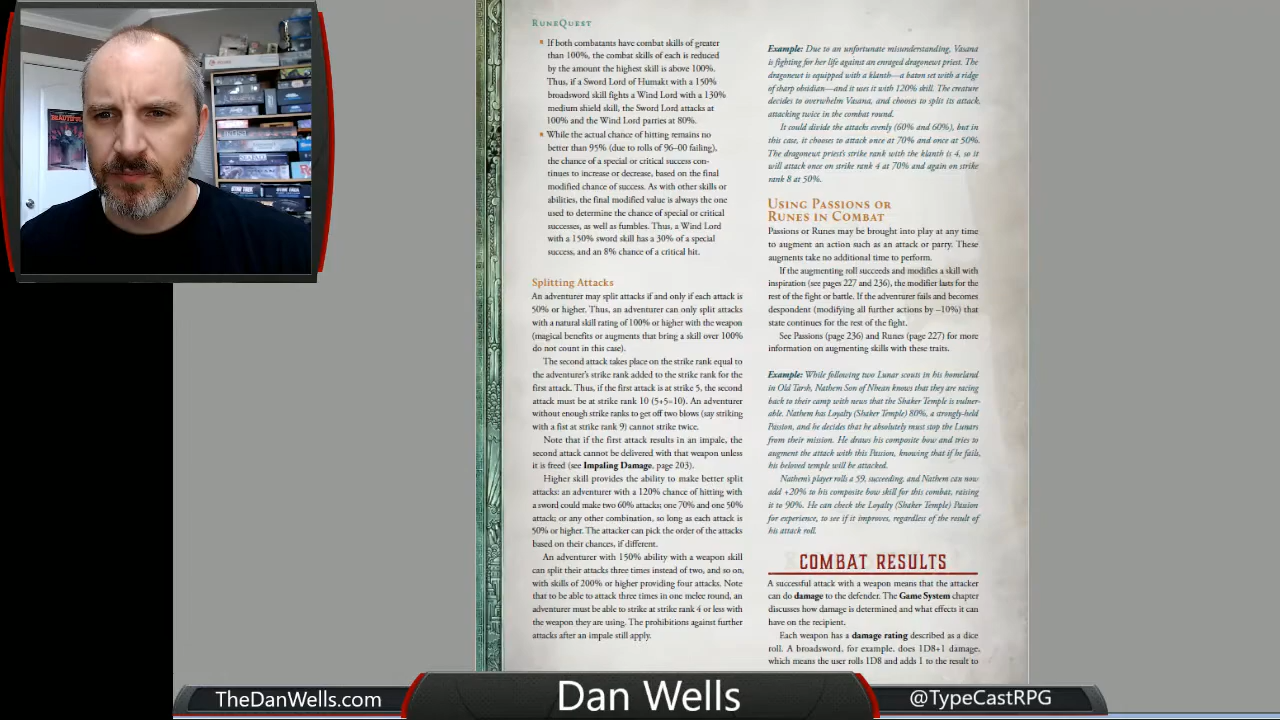 RUNEQUEST
If both combatants have combat skills of greater
than 100%, the combat skills of each is reduced
by the amount the highest skill is above 100%.
Thus, if a Sword Lord of Humakt with a 150%
broadsword skill fights a Wind Lord with a 130%
medium shield skill, the Sword Lord attacks at
100% and the Wind Lord parries at 80%.
While the actual chance of hitting remains no
better than 95% (due to rolls of 96–00 failing),
the chance of a special or critical success con-
tinues to increase or decrease, based on the final
modified chance of success. As with other skills or
abilities, the final modified value is always the one
used to determine the chance of special or critical
successes, as well as fumbles. Thus, a Wind Lord
with a 150% sword skill has a 30% of a special
success, and an 8% chance of a critical hit.
Splitting Attacks
An adventurer may split attacks if and only if each attack is
50% or higher. Thus, an adventurer can only split attacks
with a natural skill rating of 100% or higher with the weapon
(magical benefits or augments that bring a skill over 100%
do not count in this case).
The second attack takes place on the strike rank equal to
the adventurer's strike rank added to the strike rank for the
first attack. Thus, if the first attack is at strike 5, the second
attack must be at strike rank 10 (5+5=10). An adventurer
without enough strike ranks to get off two blows (say striking
with a fist at strike rank 9) cannot strike twice.
Note that if the first attack results in an impale, the
second attack cannot be delivered with that weapon unless
it is freed (see Impaling Damage, page 203).
Higher skill provides the ability to make better split
attacks: an adventurer with a 120% chance of hitting with
a sword could make two 60% attacks; one 70% and one 50%
attack; or any other combination, so long as each attack is
50% or higher. The attacker can pick the order of the attacks
based on their chances, if different.
An adventurer with 150% ability with a weapon skill
can split their attacks three times instead of two, and so on,
with skills of 200% or higher providing four attacks. Note
that to be able to attack three times in one melee round, an
adventurer must be able to strike at strike rank 4 or less with
the weapon they are using. The prohibitions against further
attacks after an impale still apply.
Example: Due to an unfortunate misunderstanding, Vasana
is fighting for her life against an enraged dragonewt priest. The
dragonewt is equipped with a klanth—a baton set with a ridge
of sharp obsidian—and it uses it with 120% skill. The creature
decides to overwhelm Vasana, and chooses to split its attack,
attacking twice in the combat round.
It could divide the attacks evenly (60% and 60%), but in
this case, it chooses to attack once at 70% and once at 50%.
The dragonewt priest's strike rank with the klanth is 4, so it
will attack once on strike rank 4 at 70% and again on strike
rank 8 at 50%.
USING PASSIONS OR
RUNES IN COMBAT
Passions or Runes may be brought into play at any time
to augment an action such as an attack or parry. These
augments take no additional time to perform.
If the augmenting roll succeeds and modifies a skill with
inspiration (see pages 227 and 236), the modifier lasts for the
rest of the fight or battle. If the adventurer fails and becomes
despondent (modifying all further actions by –10%) that
state continues for the rest of the fight.
See Passions (page 236) and Runes (page 227) for more
information on augmenting skills with these traits.
Example: While following two Lunar scouts in his homeland
in Old Tarsh, Nathem Son of Nbean knows that they are racing
back to their camp with news that the Shaker Temple is vulner-
able. Nathem has Loyalty (Shaker Temple) 80%, a strongly-held
Passion, and he decides that he absolutely must stop the Lunars
from their mission. He draws his composite bow and tries to
augment the attack with this Passion, knowing that if he fails,
his beloved temple will be attacked.
Nathem's player rolls a 59, succeeding, and Nathem can now
add +20% to his composite bow skill for this combat, raising
it to 90%. He can check the Loyalty (Shaker Temple) Passion
for experience, to see if it improves, regardless of the result of
his attack roll.
COMBAT RESULTS
A successful attack with a weapon means that the attacker
can do damage to the defender. The Game System chapter
discusses how damage is determined and what effects it can
have on the recipient.
Each weapon has a damage rating described as a dice
roll. A broadsword, for example, does 1D8+1 damage,
which means the user rolls 1D8 and adds 1 to the result to
TheDanWells.com
Dan Wells
@TypeCastRPG